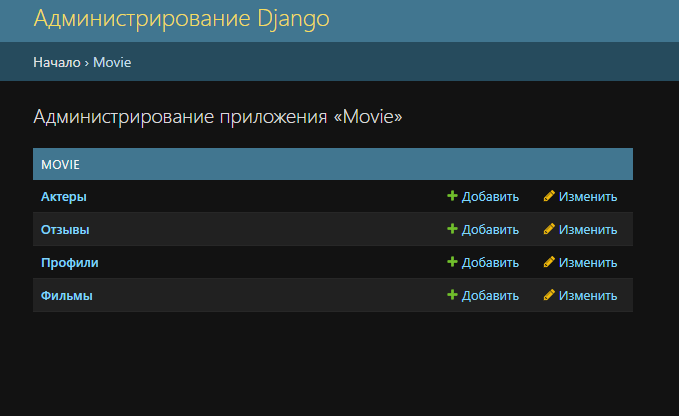 Администрирование Django
Начало › Movie
Администрирование приложения «Movie»
MOVIE
Актеры Добавить Изменить
Отзывы Добавить Изменить
Профили Добавить Изменить
Фильмы Добавить Изменить